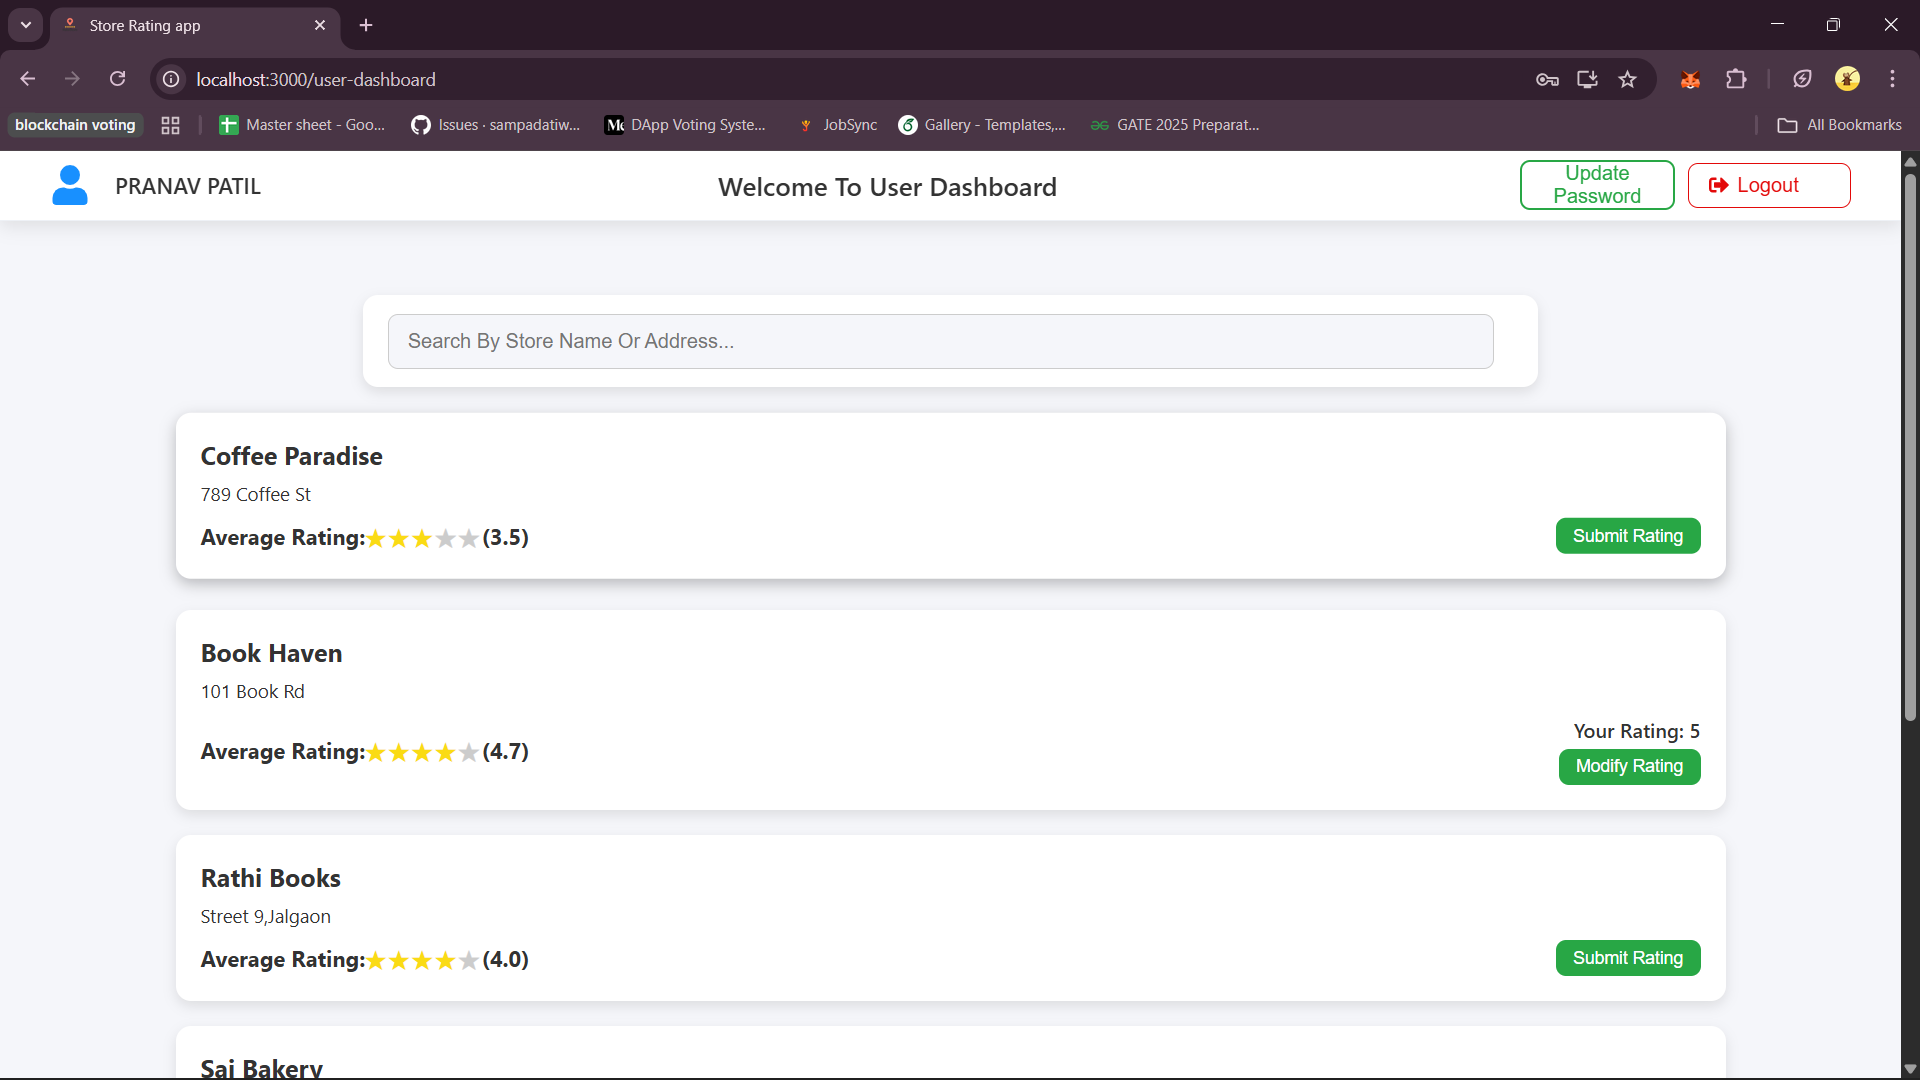 Store Rating app
localhost:3000/user-dashboard
blockchain voting
Master sheet - Goo...
Issues · sampadatiw...
DApp Voting Syste...
JobSync
Gallery - Templates,...
GATE 2025 Preparat...
All Bookmarks
PRANAV PATIL
Welcome To User Dashboard
Update
Password
Logout
Search By Store Name Or Address...
Coffee Paradise
789 Coffee St
Average Rating:★★★★★(3.5)
Submit Rating
Book Haven
101 Book Rd
Your Rating: 5
Average Rating:★★★★★(4.7)
Modify Rating
Rathi Books
Street 9,Jalgaon
Average Rating:★★★★★(4.0)
Submit Rating
Sai Bakery